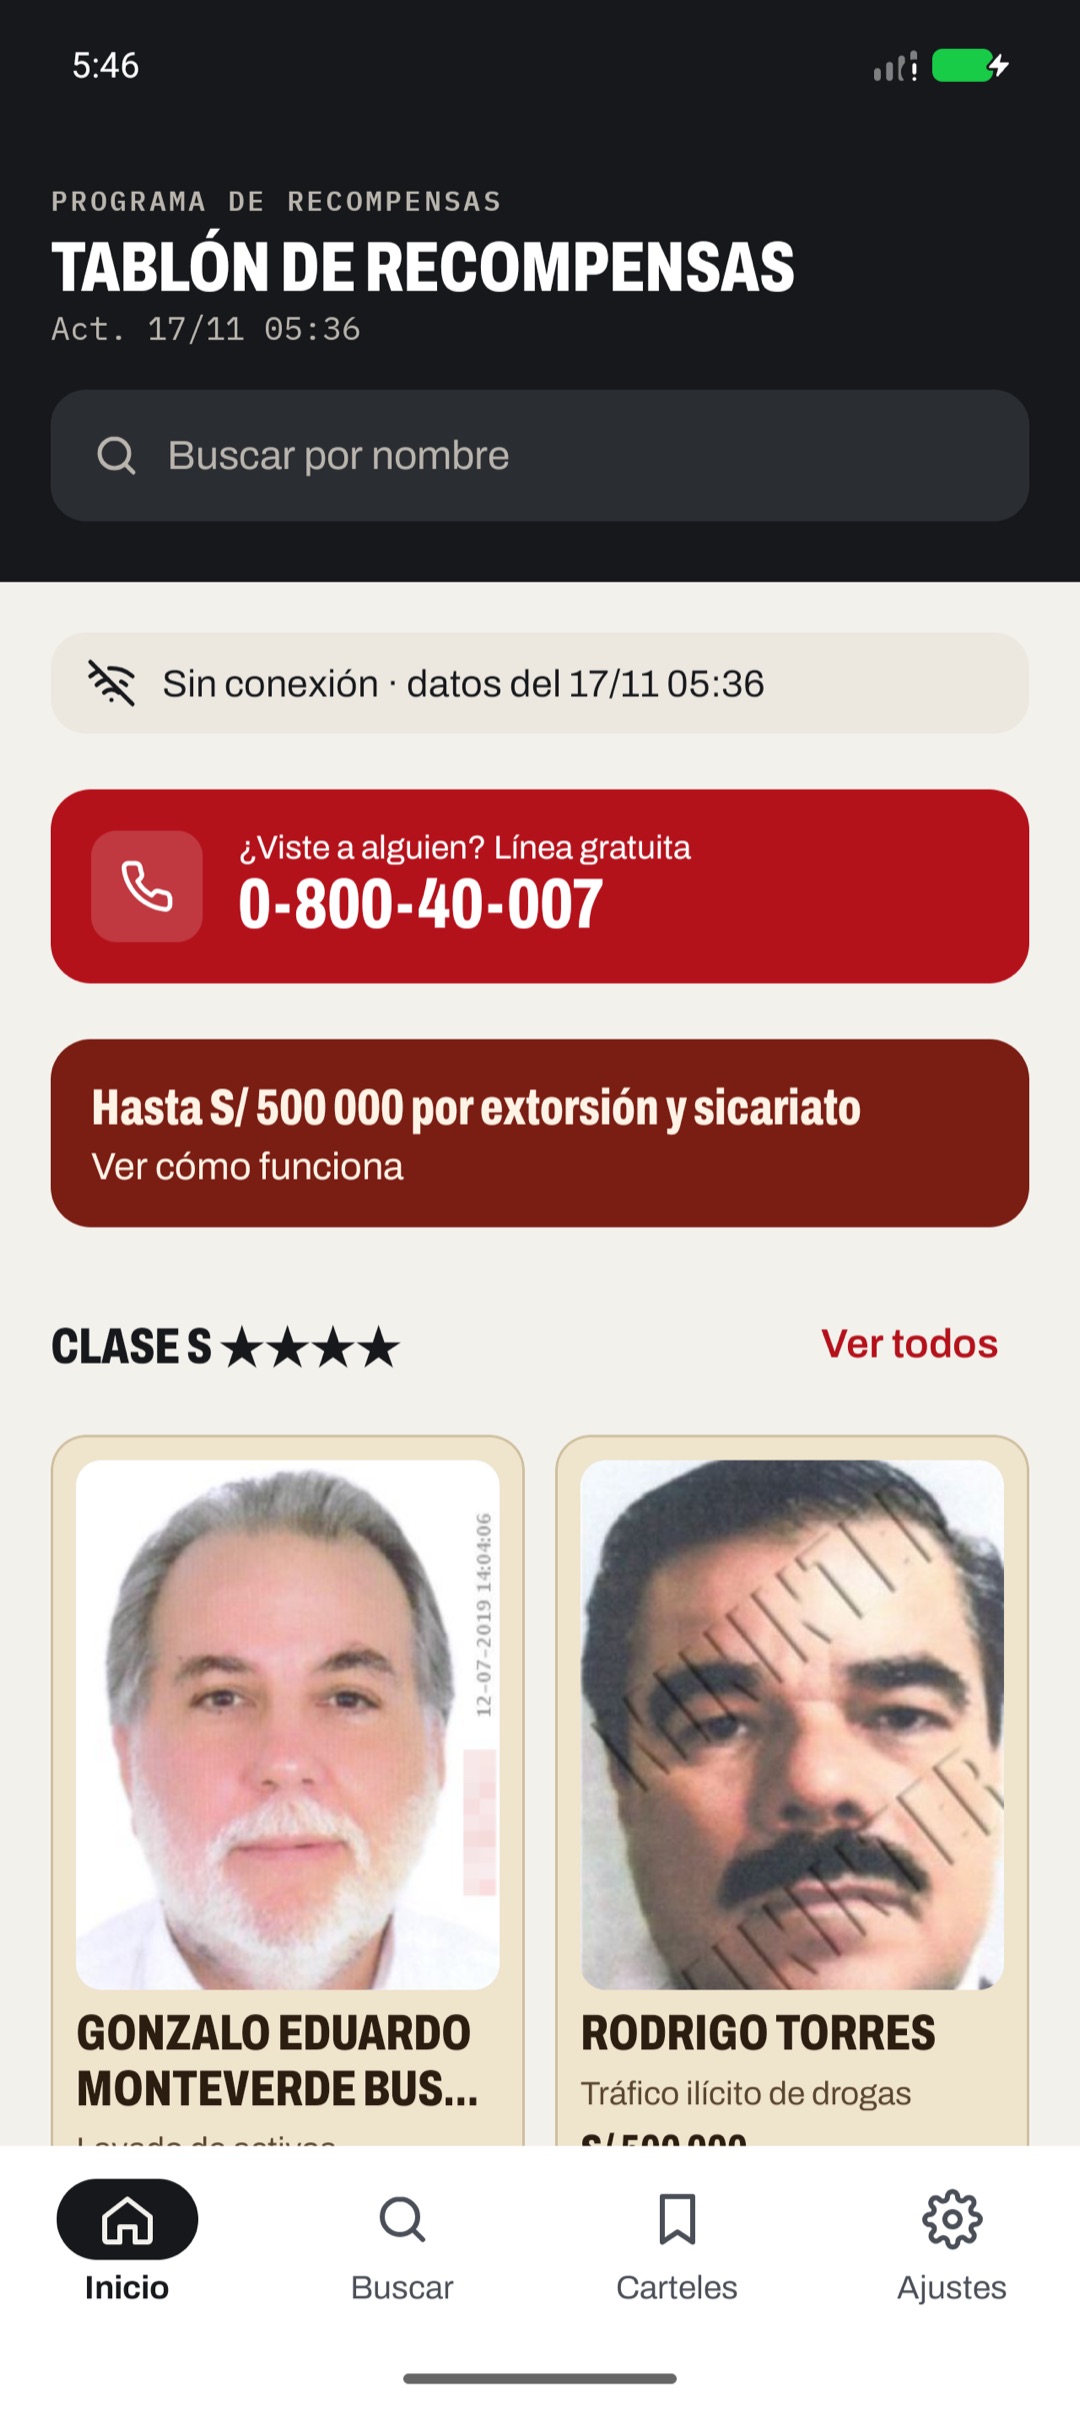 5:46
PROGRAMA DE RECOMPENSAS
TABLÓN DE RECOMPENSAS
Act. 17/11 05:36
Buscar por nombre
Sin conexión · datos del 17/11 05:36
¿Viste a alguien? Línea gratuita
0-800-40-007
Hasta S/ 500 000 por extorsión y sicariato
Ver cómo funciona
CLASE S ★★★★
Ver todos
12-07-2019 14:04:06
GONZALO EDUARDO
MONTEVERDE BUS...
RODRIGO TORRES
Tráfico ilícito de drogas
S/ 500 000
Inicio
Buscar
Carteles
Ajustes